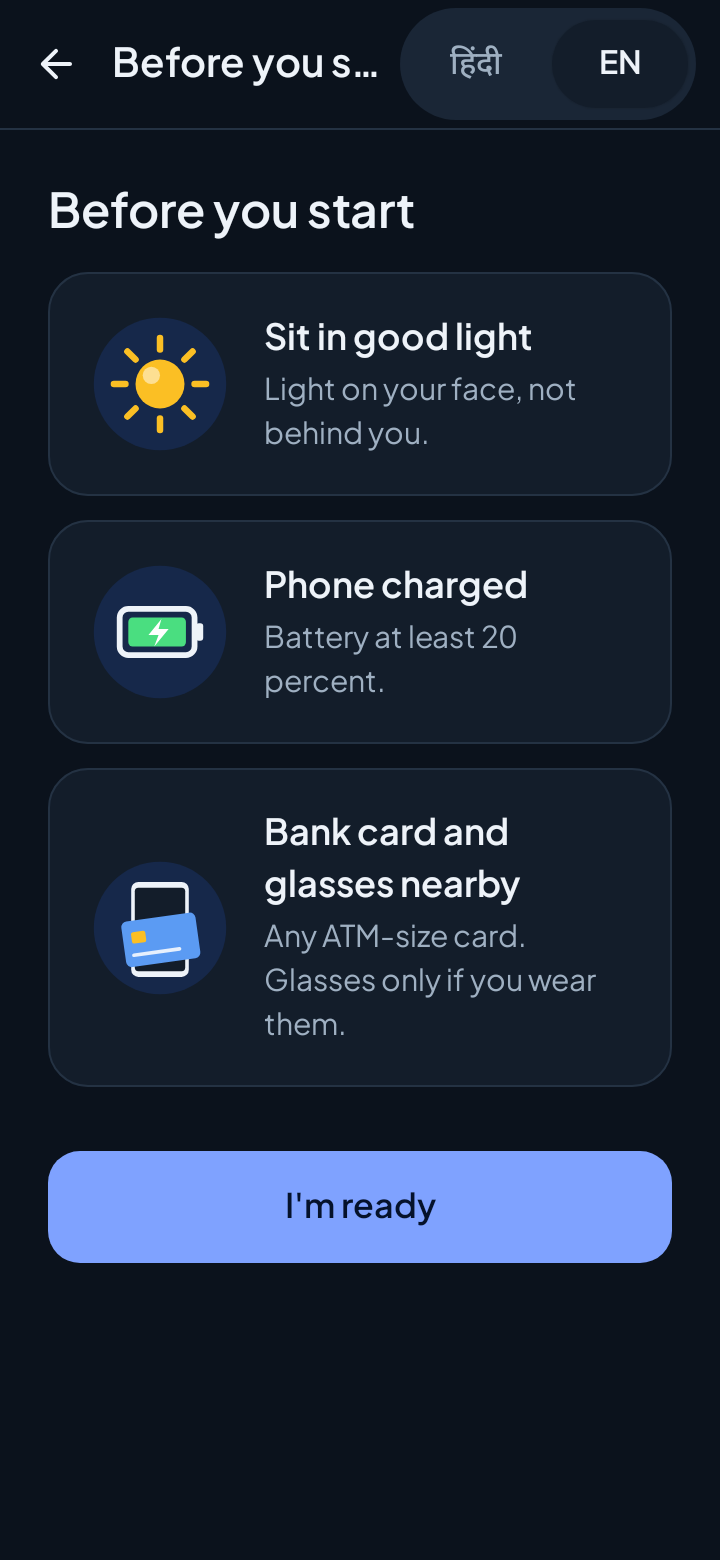 Before you s...
हिंदी
EN
Before you start
Sit in good light
Light on your face, not
behind you.
Phone charged
Battery at least 20
percent.
Bank card and
glasses nearby
Any ATM-size card.
Glasses only if you wear
them.
I'm ready